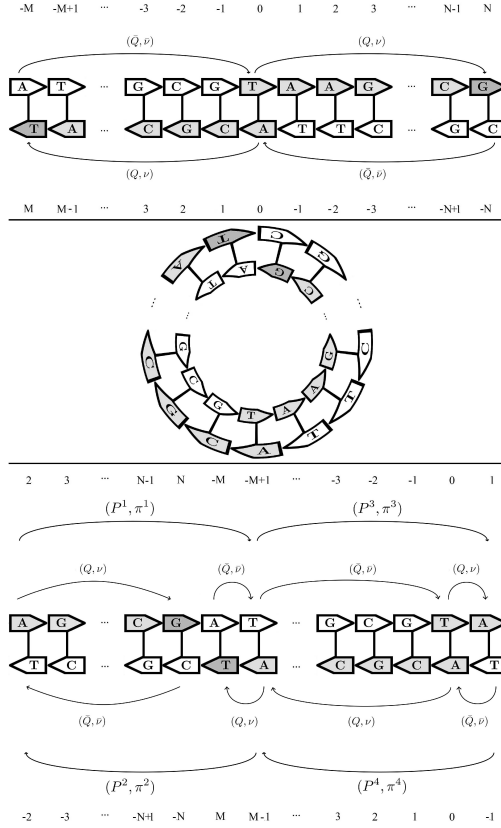 -M -M+1 ... -3 -2 -1 0 1 2 3 ... N-1 N
(Q̄, ν̄) (Q, ν)
A T ... G C G T A A G ... C G
T A ... C G C A T T C ... G C
(Q, ν) (Q̄, ν̄)
M M-1 ... 3 2 1 0 -1 -2 -3 ... -N+1 -N
T C
A G
A G
T C
... ...
... ...
C G G C
G C A T
G T A
C A T
2 3 ... N-1 N -M -M+1 ... -3 -2 -1 0 1
(P¹, π¹) (P³, π³)
(Q, ν) (Q̄, ν̄) (Q̄, ν̄) (Q, ν)
A G ... C G A T ... G C G T A
T C ... G C T A ... C G C A T
(Q̄, ν̄) (Q, ν) (Q, ν) (Q̄, ν̄)
(P², π²) (P⁴, π⁴)
-2 -3 ... -N+1 -N M M-1 ... 3 2 1 0 -1